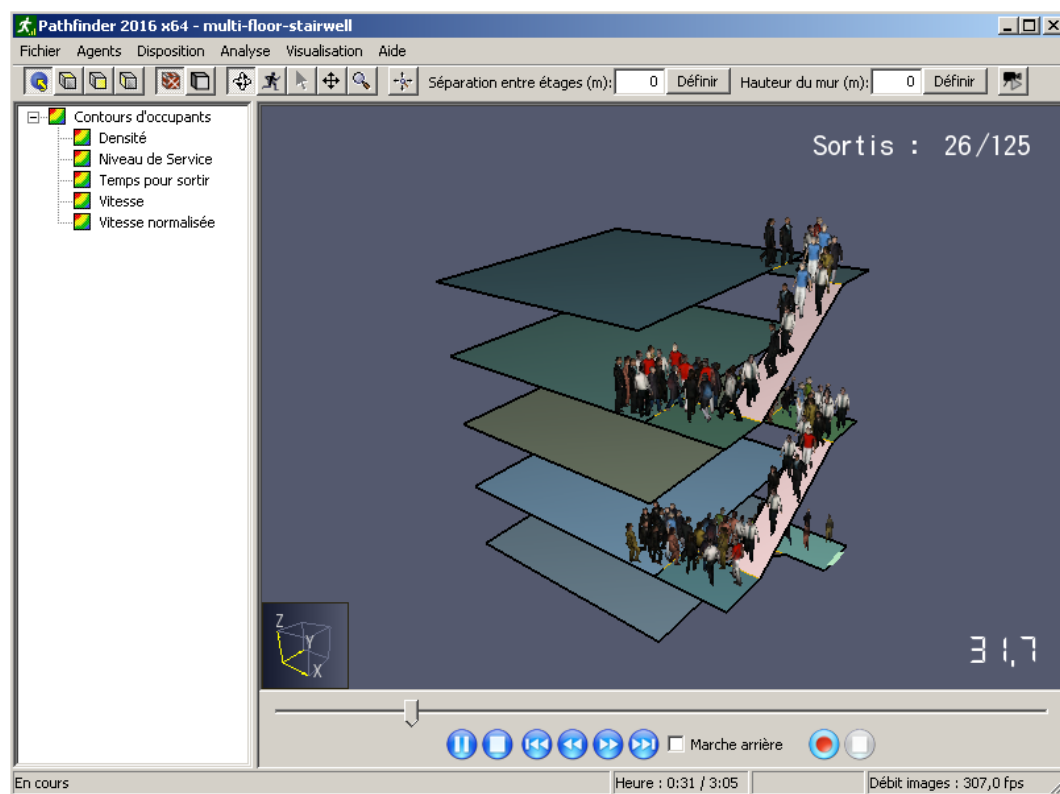 Pathfinder 2016 x64 - multi-floor-stairwell
Fichier Agents Disposition Analyse Visualisation Aide
Séparation entre étages (m): 0 Définir Hauteur du mur (m): 0 Définir
Contours d'occupants
Densité
Niveau de Service
Temps pour sortir
Vitesse
Vitesse normalisée
Sortis : 26/125
Z
Y
X
31,7
Marche arrière
En cours Heure : 0:31 / 3:05 Débit images : 307,0 fps